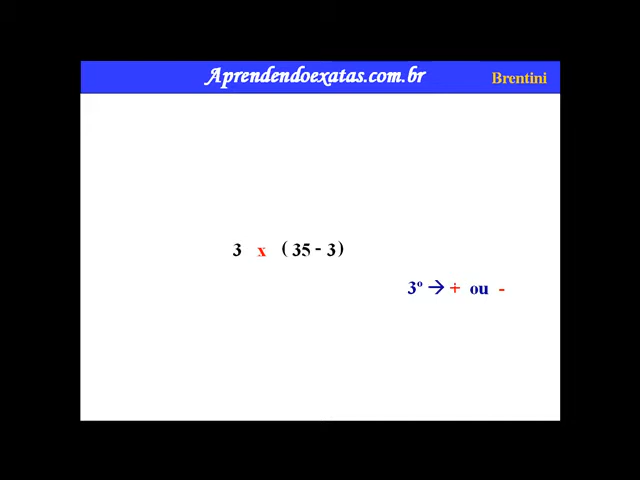 Aprendendoexatas.com.br
Brentini
3 x ( 35 - 3 )
3º → + ou -